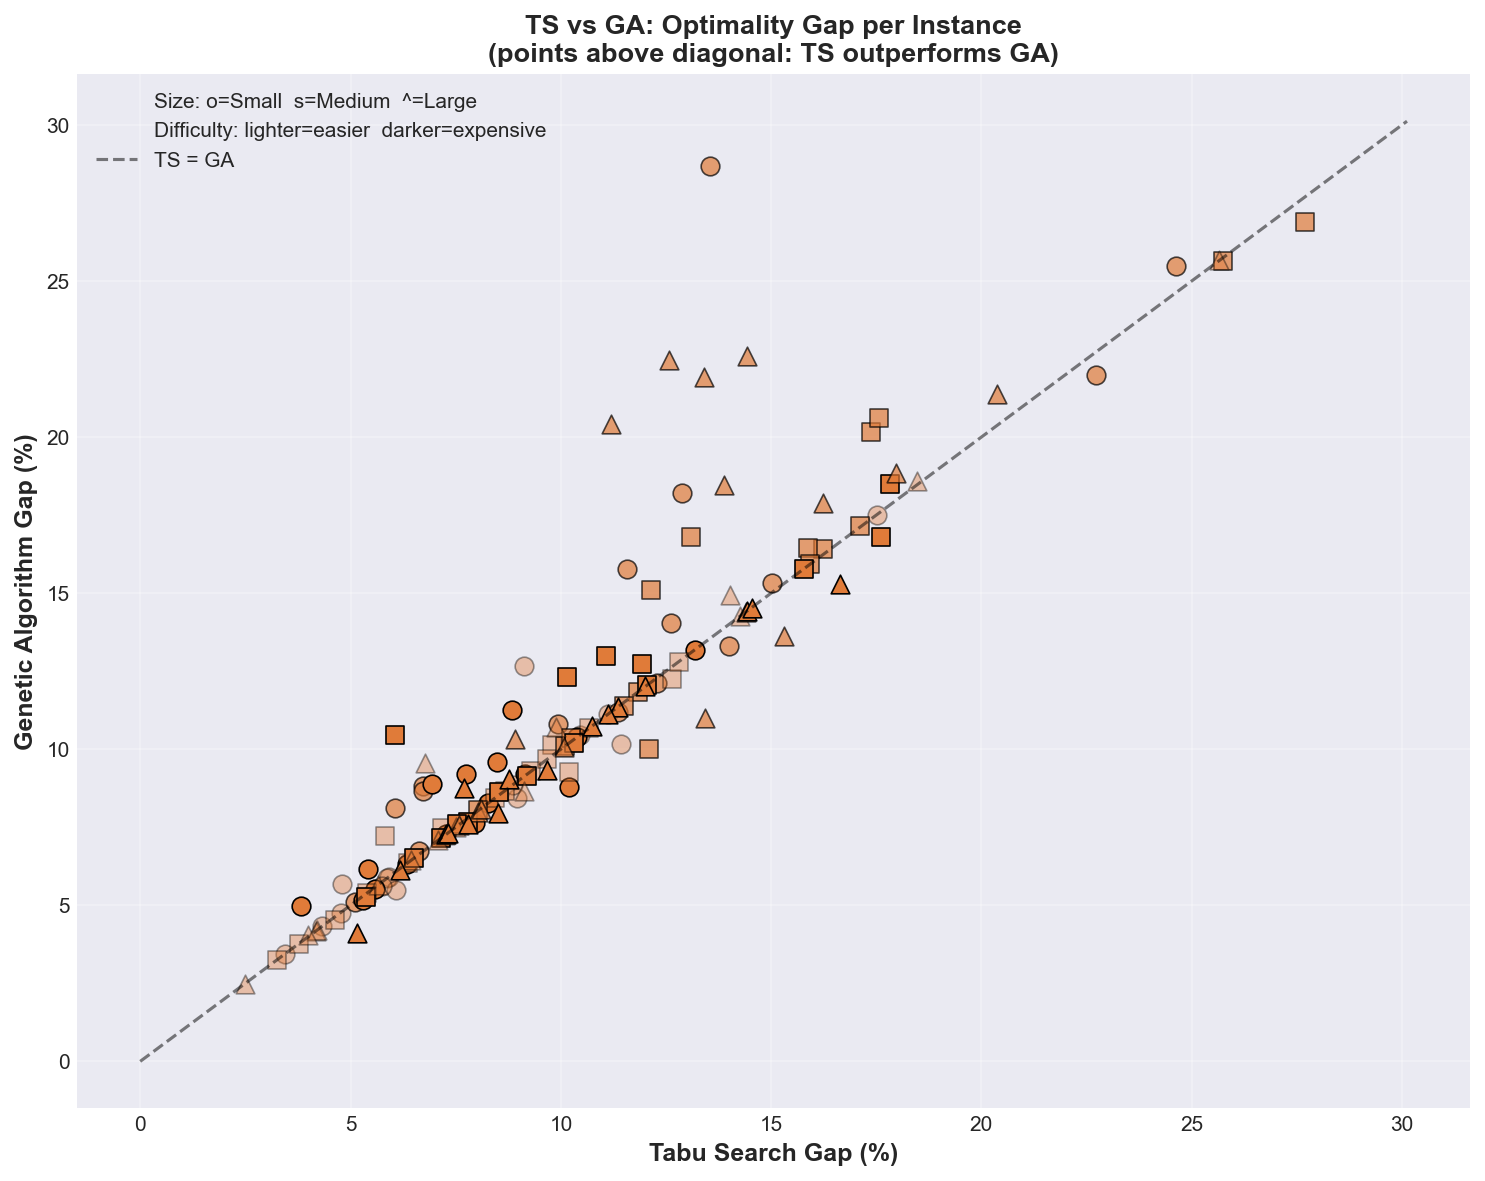 TS vs GA: Optimality Gap per Instance
(points above diagonal: TS outperforms GA)
Size: o=Small  s=Medium  ^=Large
Difficulty: lighter=easier  darker=expensive
TS = GA
Genetic Algorithm Gap (%)
30
25
20
15
10
5
0
0 5 10 15 20 25 30
Tabu Search Gap (%)